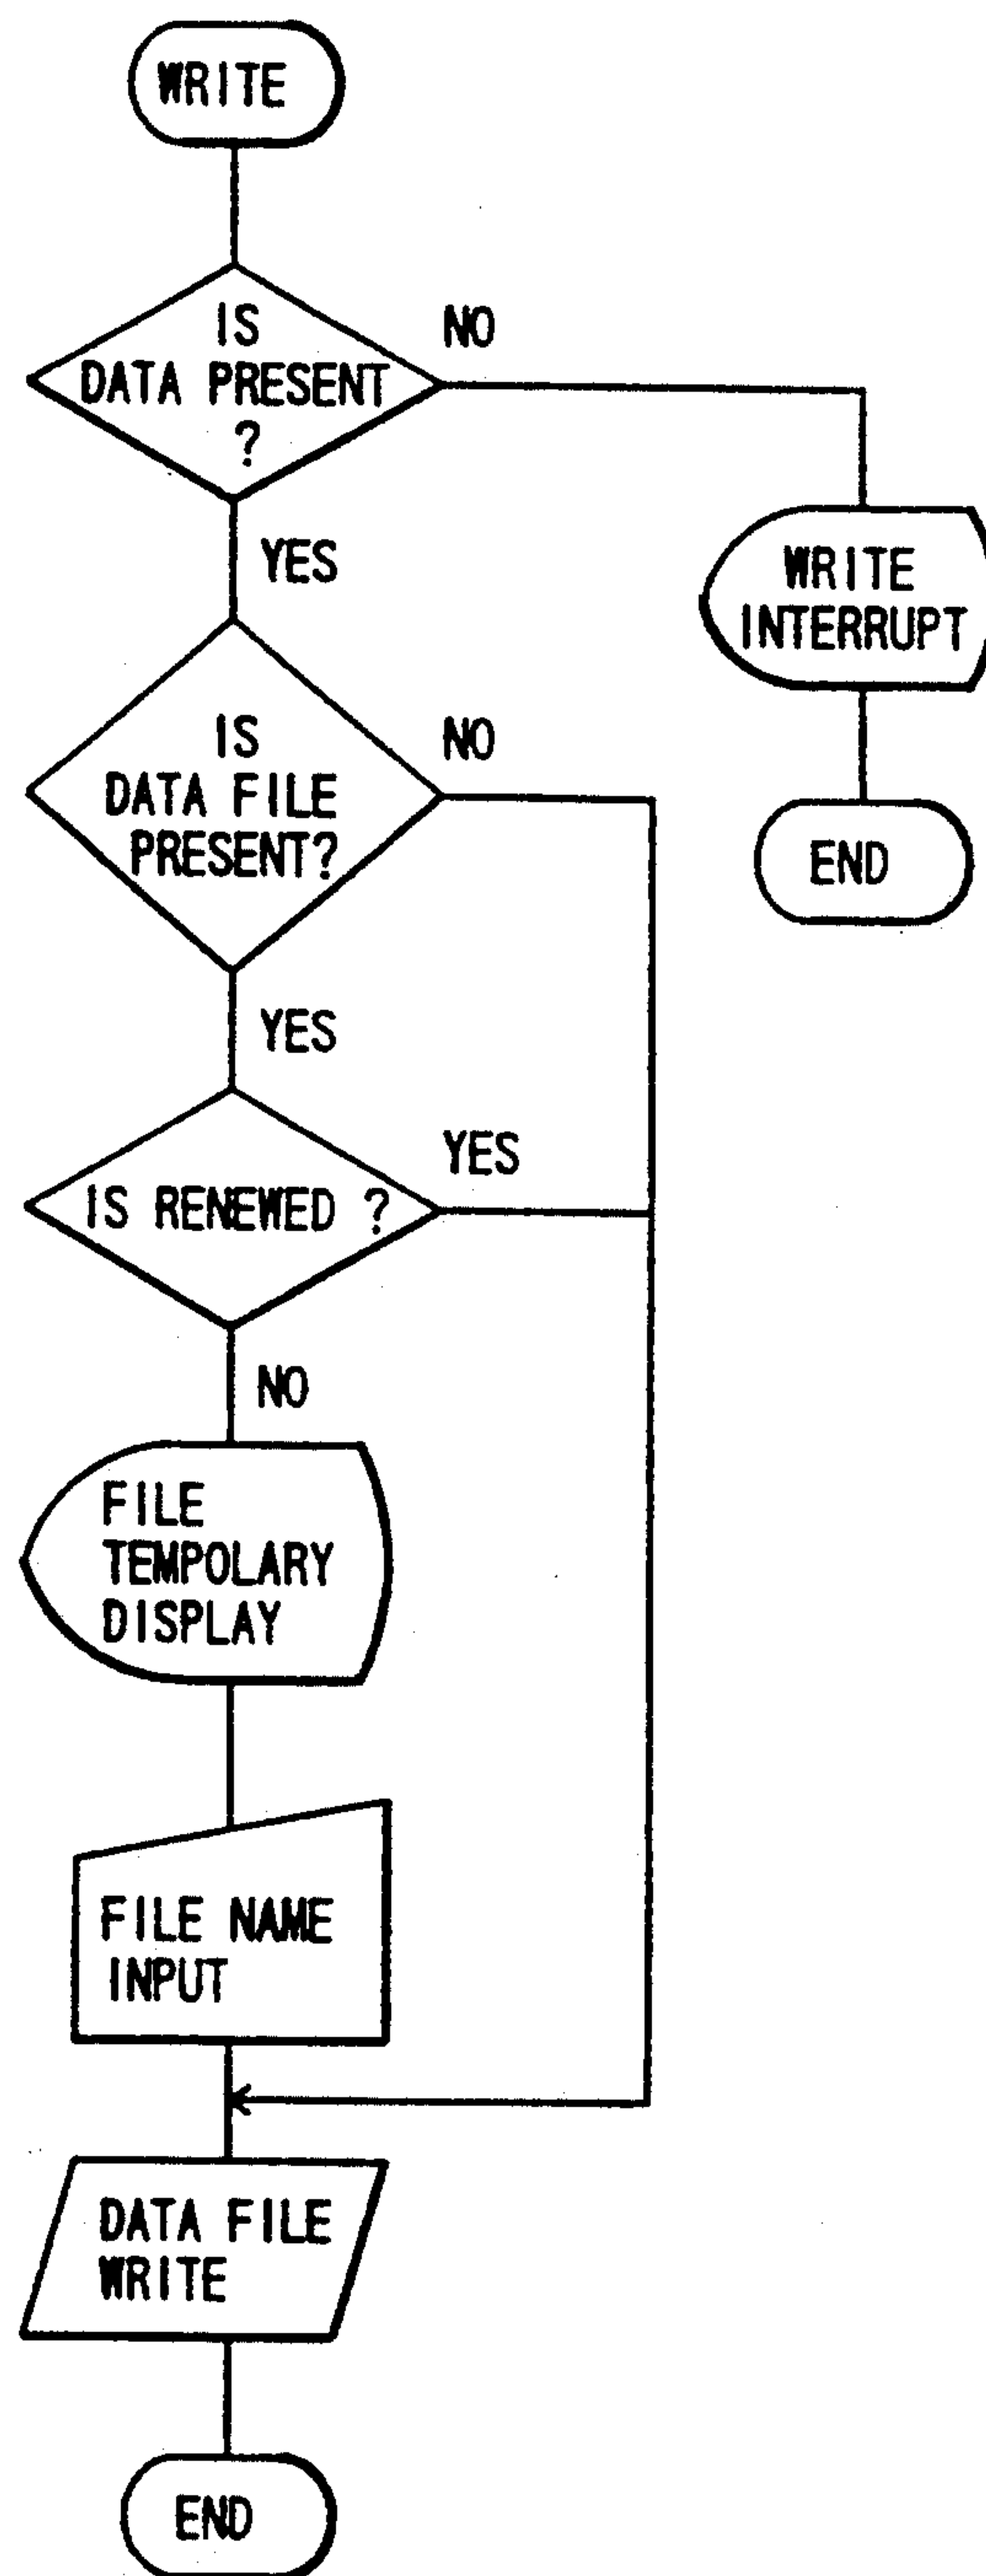 WRITE
IS
DATA PRESENT
?
NO
YES
WRITE
INTERRUPT
END
IS
DATA FILE
PRESENT?
NO
YES
IS RENEWED ?
YES
NO
FILE
TEMPOLARY
DISPLAY
FILE NAME
INPUT
DATA FILE
WRITE
END